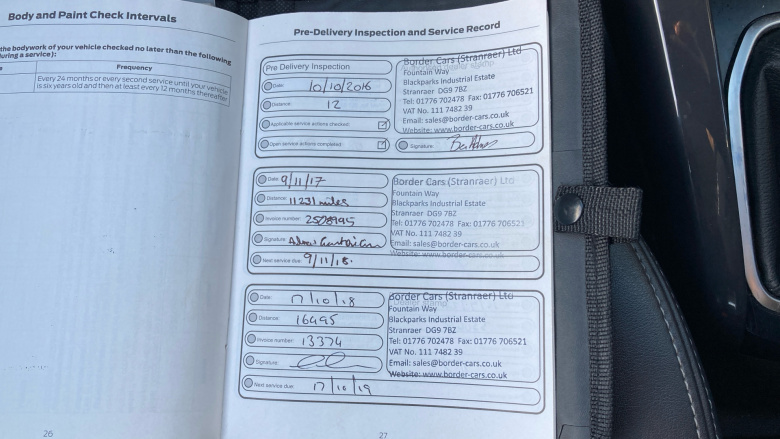 Body and Paint Check Intervals
the bodywork of your vehicle checked no later than the following
during a service):
Frequency
Every 24 months or every second service until your vehicle
is six years old and then at least every 12 months thereafter.
26
Pre-Delivery Inspection and Service Record
Pre Delivery Inspection
Date: 10/10/2016
Distance: 12
Applicable service actions checked:
Open service actions completed:
Border Cars (Stranraer) Ltd
Fountain Way
Blackparks Industrial Estate
Stranraer DG9 7BZ
Tel: 01776 702478 Fax: 01776 706521
VAT No. 111 7482 39
Email: sales@border-cars.co.uk
Website: www.border-cars.co.uk
Signature:
Date: 9/11/17
Distance: 11231 miles
Invoice number: 2508995
Signature:
Next service due: 9/11/18.
Border Cars (Stranraer) Ltd
Fountain Way
Blackparks Industrial Estate
Stranraer DG9 7BZ
Tel: 01776 702478 Fax: 01776 706521
VAT No. 111 7482 39
Email: sales@border-cars.co.uk
Website: www.border-cars.co.uk
Date: 17/10/18
Distance: 16495
Invoice number: 13374
Signature:
Next service due: 17/10/19
Border Cars (Stranraer) Ltd
Dealer stamp
Fountain Way
Blackparks Industrial Estate
Stranraer DG9 7BZ
Tel: 01776 702478 Fax: 01776 706521
VAT No. 111 7482 39
Email: sales@border-cars.co.uk
Website: www.border-cars.co.uk
27